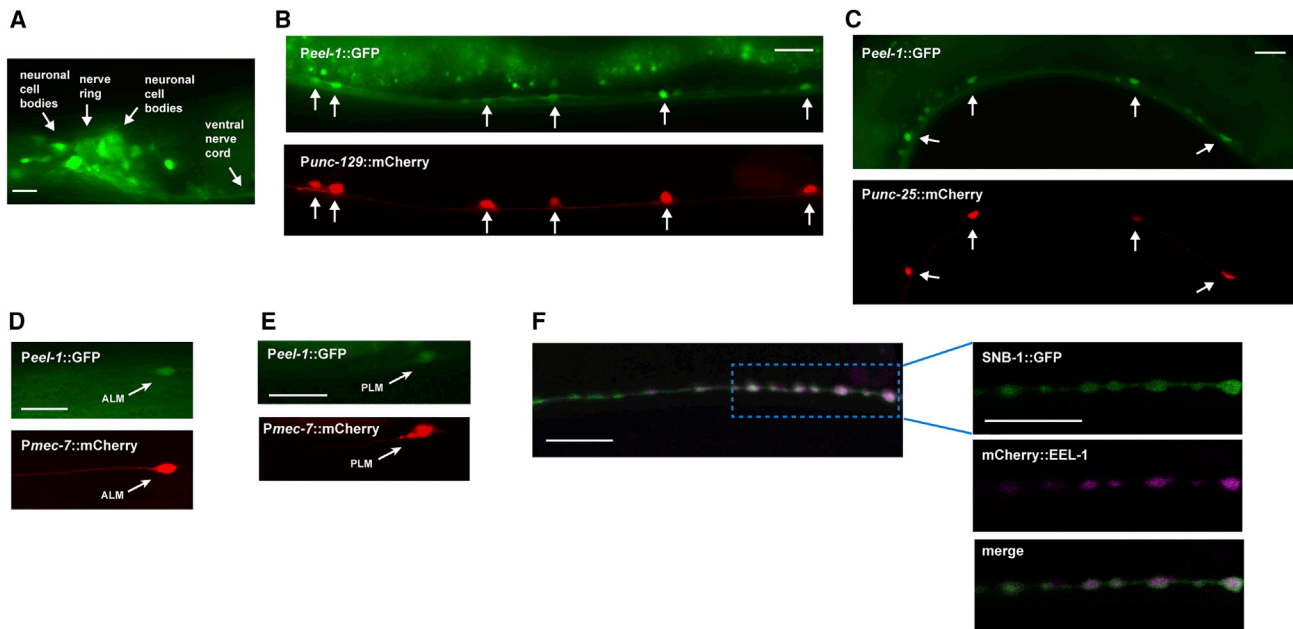 A
neuronal
cell
bodies
nerve
ring
neuronal
cell
bodies
ventral
nerve
cord
B
Peel-1::GFP
Punc-129::mCherry
C
Peel-1::GFP
Punc-25::mCherry
D
Peel-1::GFP
ALM
Pmec-7::mCherry
ALM
E
Peel-1::GFP
PLM
Pmec-7::mCherry
PLM
F
SNB-1::GFP
mCherry::EEL-1
merge